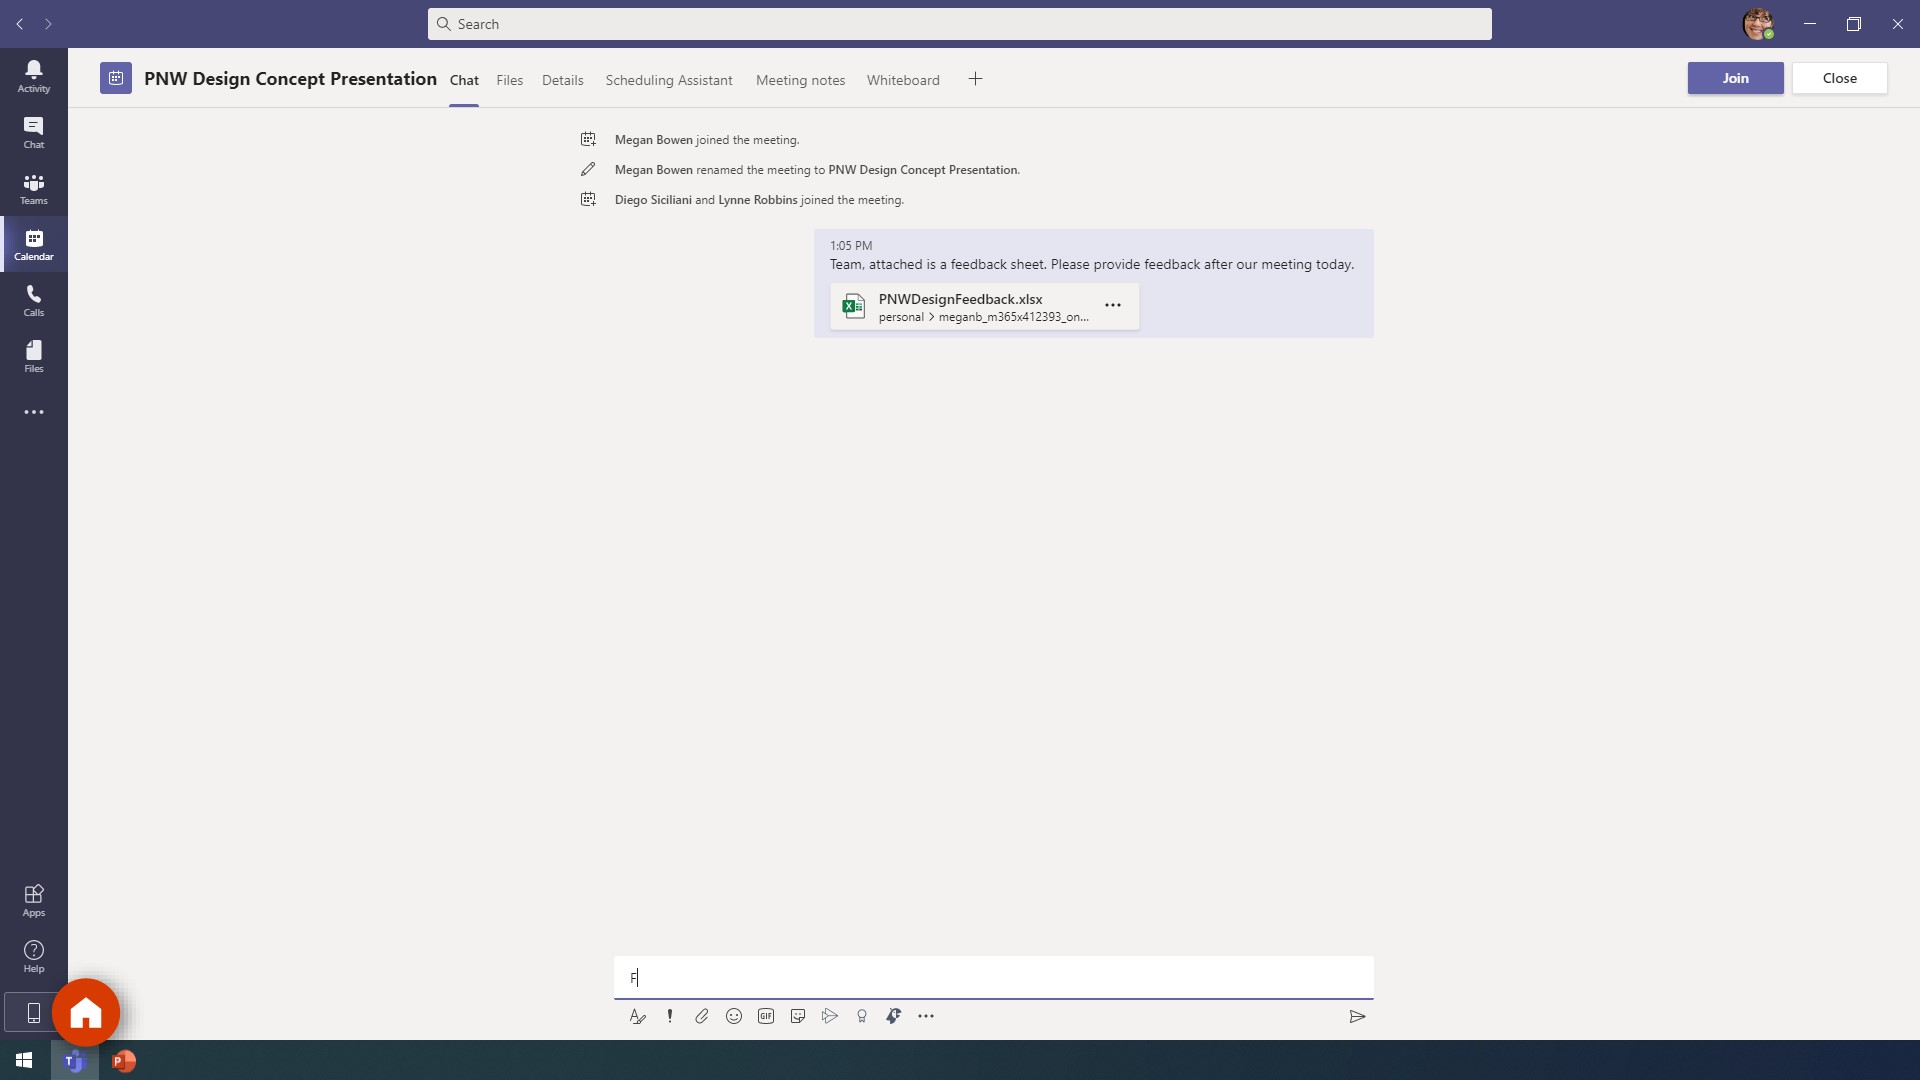 Search
Activity
Chat
Teams
Calendar
Calls
Files
Apps
Help
PNW Design Concept Presentation
Chat
Files
Details
Scheduling Assistant
Meeting notes
Whiteboard
Join
Close
Megan Bowen joined the meeting.
Megan Bowen renamed the meeting to PNW Design Concept Presentation.
Diego Siciliani and Lynne Robbins joined the meeting.
1:05 PM
Team, attached is a feedback sheet. Please provide feedback after our meeting today.
PNWDesignFeedback.xlsx
personal > meganb_m365x412393_on...
F
GIF